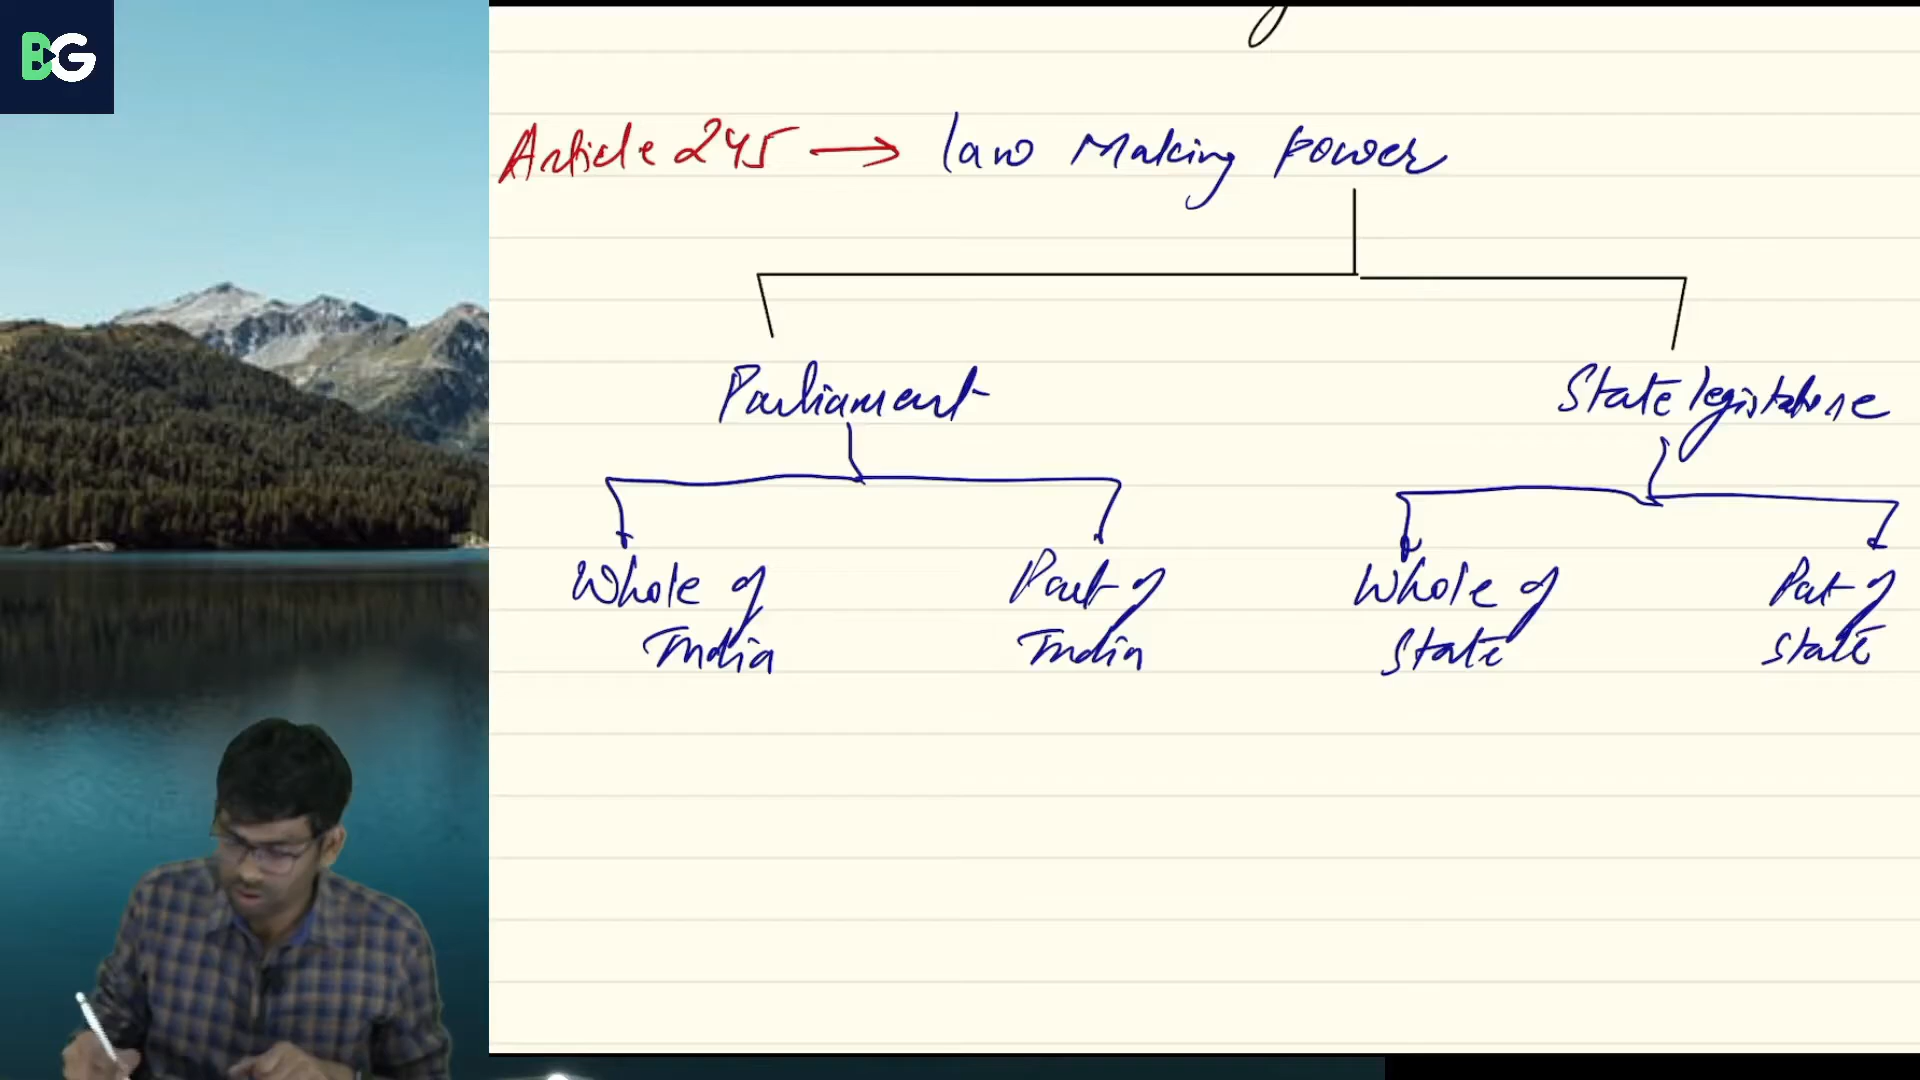 BG
Article 245 → law Making power
Parliament
State legislature
Whole of India
Part of India
Whole of State
Part of State